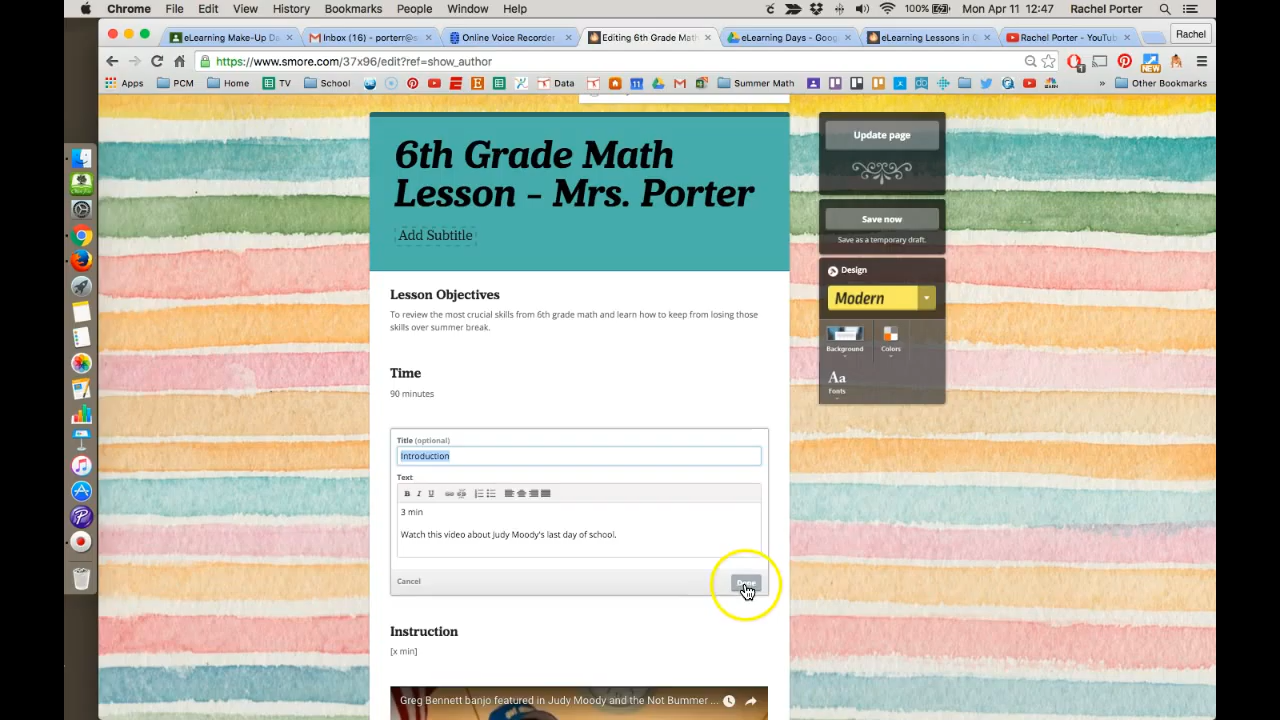 Chrome File Edit View History Bookmarks People Window Help 100% Mon Apr 11 12:47 Rachel Porter
eLearning Make-Up Da Gmail Inbox (16) - porterr@s Online Voice Recorder Editing 6th Grade Math eLearning Days - Goog eLearning Lessons in G Rachel Porter - YouTub Rachel
https://www.smore.com/37x96/edit?ref=show_author
Apps PCM Home School TV Data Summer Math » Other Bookmarks
6th Grade Math
Lesson - Mrs. Porter
Add Subtitle
Update page
Save now
Save as a temporary draft.
Design
Modern
Background Colors
Aa
Fonts
Lesson Objectives
To review the most crucial skills from 6th grade math and learn how to keep from losing those
skills over summer break.
Time
90 minutes
Title (optional)
Introduction
Text
B I U
3 min
Watch this video about Judy Moody's last day of school.
Cancel Done
Instruction
[x min]
Greg Bennett banjo featured in Judy Moody and the Not Bummer ...